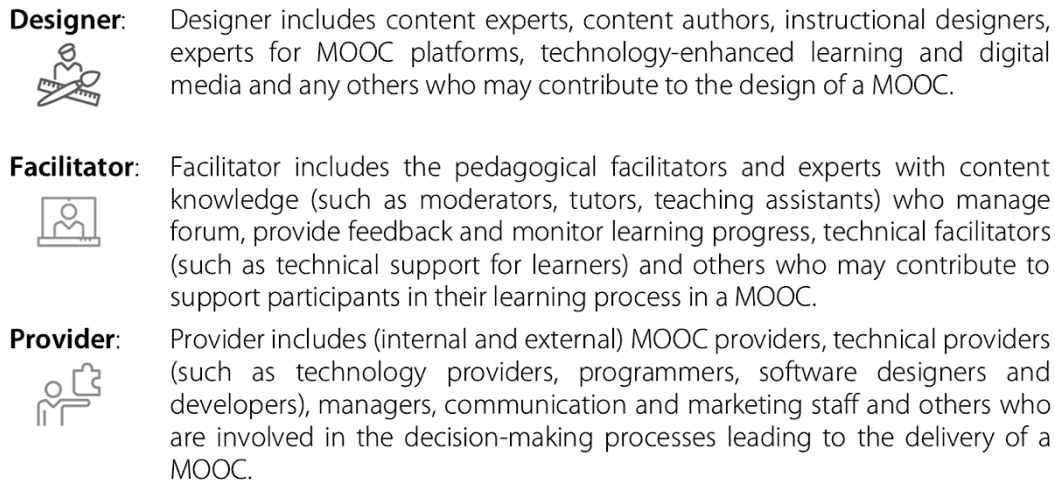 Designer: Designer includes content experts, content authors, instructional designers,
experts for MOOC platforms, technology-enhanced learning and digital
media and any others who may contribute to the design of a MOOC.
Facilitator: Facilitator includes the pedagogical facilitators and experts with content
knowledge (such as moderators, tutors, teaching assistants) who manage
forum, provide feedback and monitor learning progress, technical facilitators
(such as technical support for learners) and others who may contribute to
support participants in their learning process in a MOOC.
Provider: Provider includes (internal and external) MOOC providers, technical providers
(such as technology providers, programmers, software designers and
developers), managers, communication and marketing staff and others who
are involved in the decision-making processes leading to the delivery of a
MOOC.